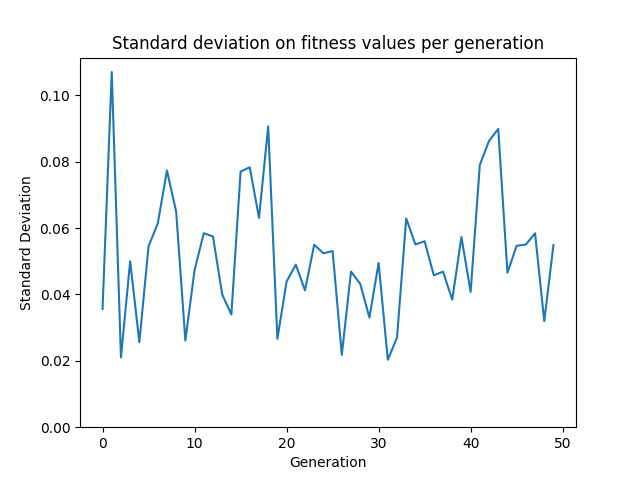 Standard deviation on fitness values per generation
0.10
0.08
0.06
0.04
0.02
0.00
Standard Deviation
0 10 20 30 40 50
Generation